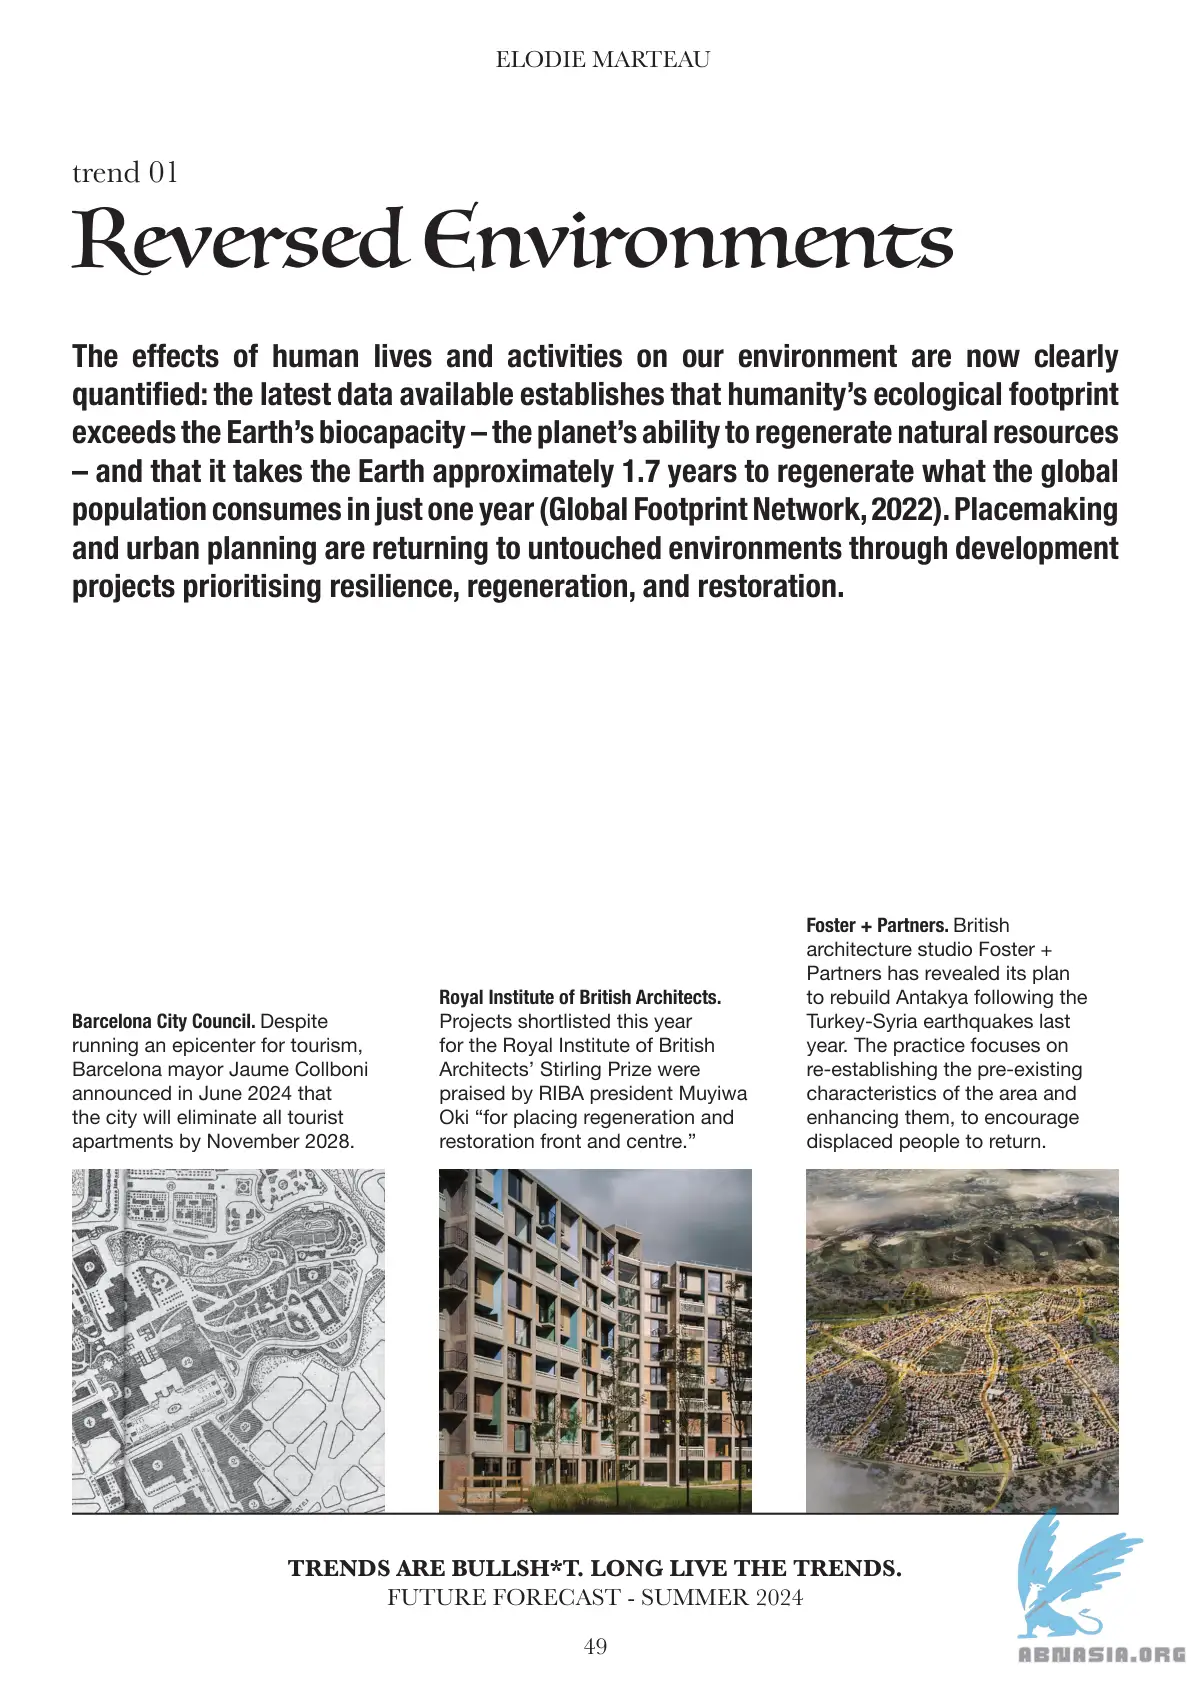 ELODIE MARTEAU
trend 01
Reversed Environments
The effects of human lives and activities on our environment are now clearly
quantified: the latest data available establishes that humanity’s ecological footprint
exceeds the Earth’s biocapacity – the planet’s ability to regenerate natural resources
– and that it takes the Earth approximately 1.7 years to regenerate what the global
population consumes in just one year (Global Footprint Network, 2022). Placemaking
and urban planning are returning to untouched environments through development
projects prioritising resilience, regeneration, and restoration.
Barcelona City Council. Despite
running an epicenter for tourism,
Barcelona mayor Jaume Collboni
announced in June 2024 that
the city will eliminate all tourist
apartments by November 2028.
Royal Institute of British Architects.
Projects shortlisted this year
for the Royal Institute of British
Architects’ Stirling Prize were
praised by RIBA president Muyiwa
Oki “for placing regeneration and
restoration front and centre.”
Foster + Partners. British
architecture studio Foster +
Partners has revealed its plan
to rebuild Antakya following the
Turkey-Syria earthquakes last
year. The practice focuses on
re-establishing the pre-existing
characteristics of the area and
enhancing them, to encourage
displaced people to return.
TRENDS ARE BULLSH*T. LONG LIVE THE TRENDS.
FUTURE FORECAST - SUMMER 2024
49
ABNASIA.ORG